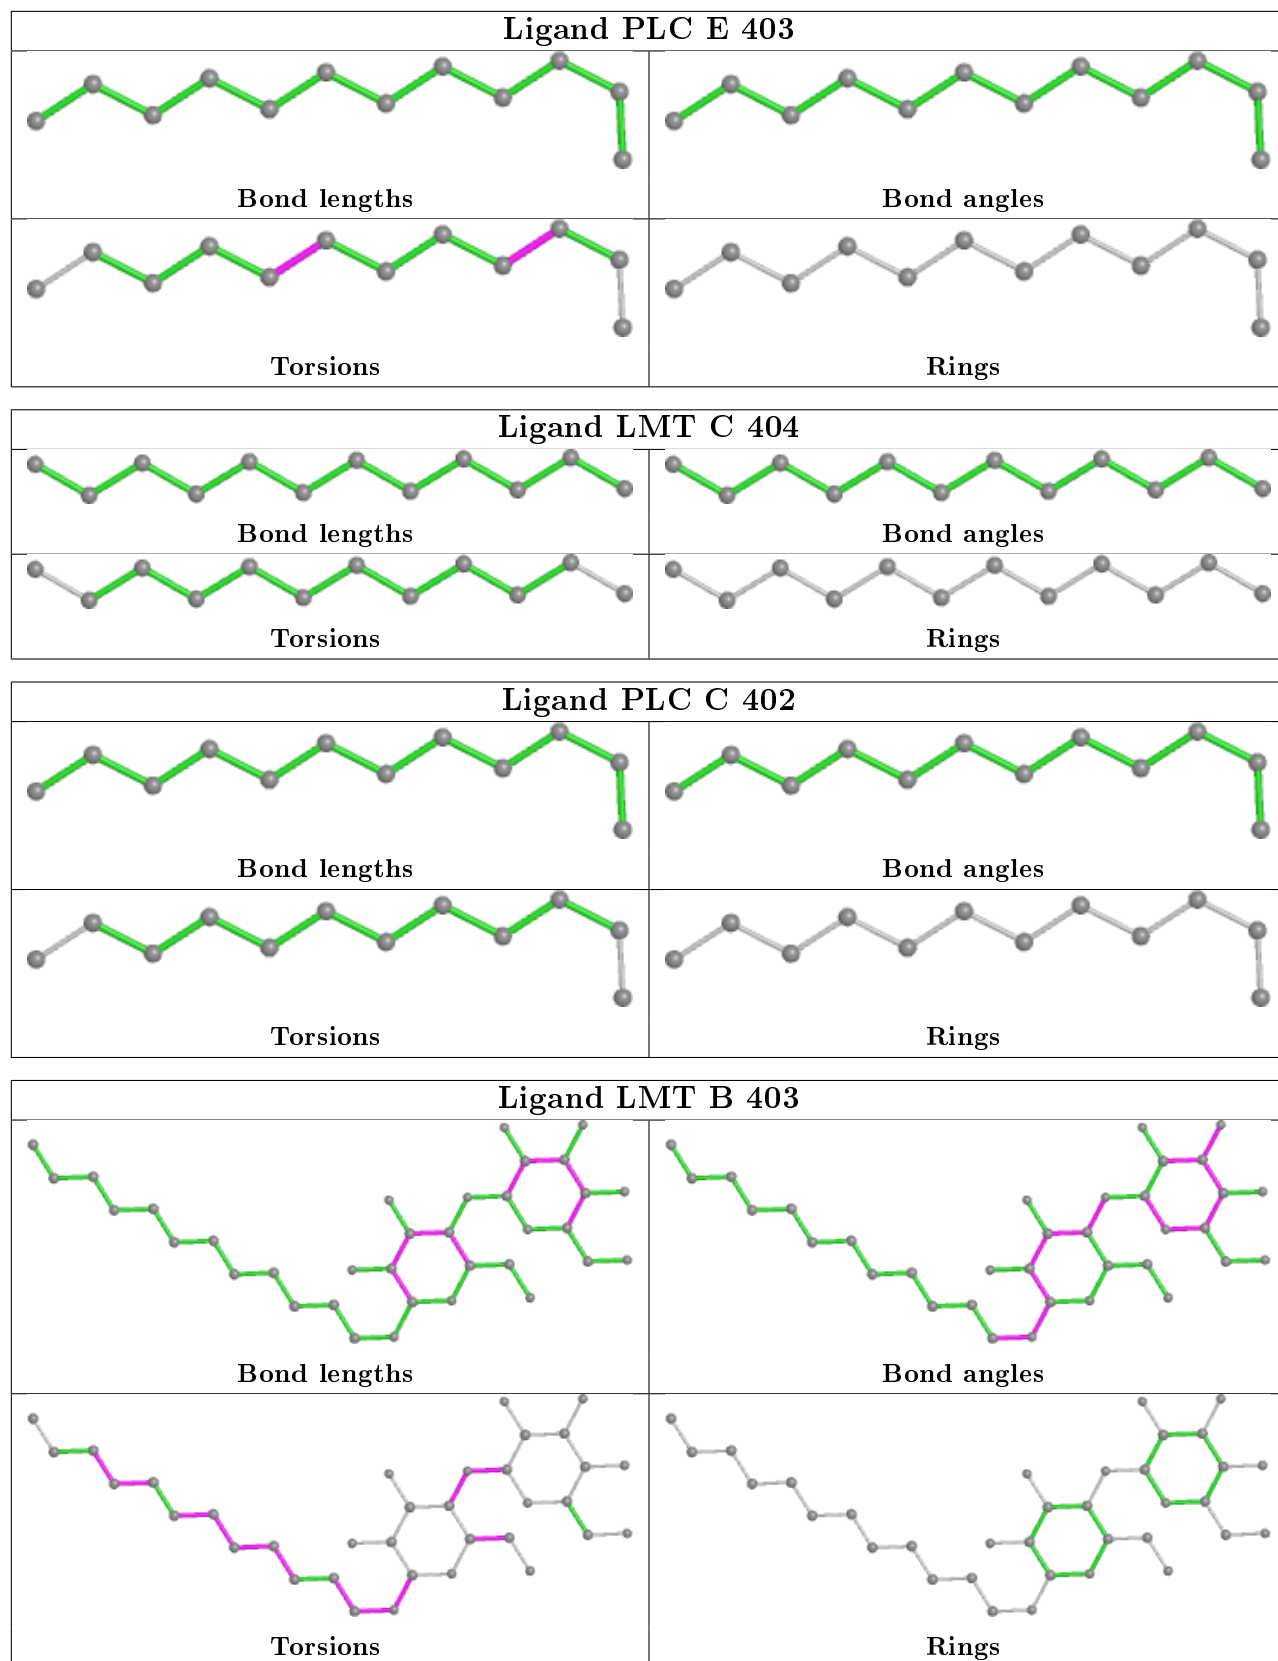 Ligand PLC E 403
Bond lengths
Bond angles
Torsions
Rings
Ligand LMT C 404
Bond lengths
Bond angles
Torsions
Rings
Ligand PLC C 402
Bond lengths
Bond angles
Torsions
Rings
Ligand LMT B 403
Bond lengths
Bond angles
Torsions
Rings